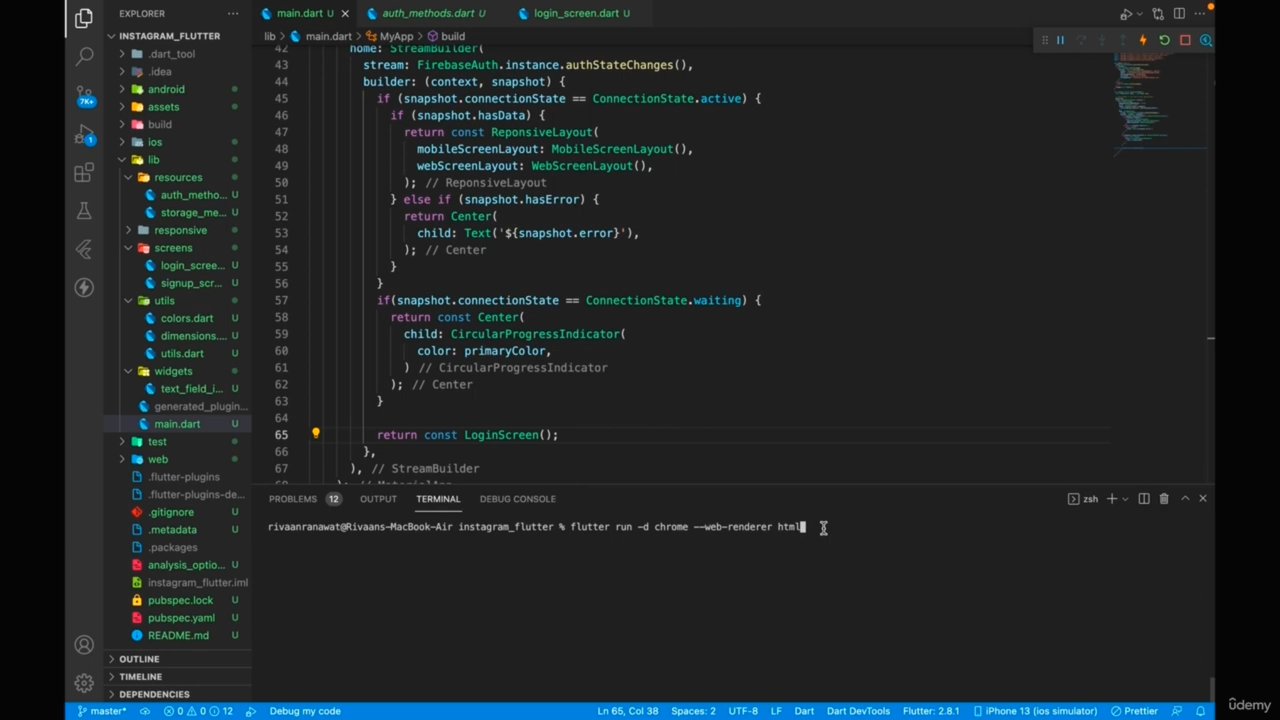 EXPLORER
main.dart U
auth_methods.dart U
login_screen.dart U
INSTAGRAM_FLUTTER
lib
main.dart
MyApp
build
.dart_tool
.idea
android
assets
build
ios
lib
resources
auth_metho... U
storage_me... U
responsive
screens
login_scree... U
signup_scr... U
utils
colors.dart U
dimensions.... U
utils.dart U
widgets
text_field_i... U
generated_plugin...
main.dart U
test
web
.flutter-plugins
.flutter-plugins-de...
.gitignore U
.metadata U
.packages
analysis_optio... U
instagram_flutter.iml
pubspec.lock U
pubspec.yaml U
README.md U
OUTLINE
TIMELINE
DEPENDENCIES
7K+
1
42 home: StreamBuilder(
43 stream: FirebaseAuth.instance.authStateChanges(),
44 builder: (context, snapshot) {
45 if (snapshot.connectionState == ConnectionState.active) {
46 if (snapshot.hasData) {
47 return const ReponsiveLayout(
48 mobileScreenLayout: MobileScreenLayout(),
49 webScreenLayout: WebScreenLayout(),
50 ); // ReponsiveLayout
51 } else if (snapshot.hasError) {
52 return Center(
53 child: Text('${snapshot.error}'),
54 ); // Center
55 }
56 }
57 if(snapshot.connectionState == ConnectionState.waiting) {
58 return const Center(
59 child: CircularProgressIndicator(
60 color: primaryColor,
61 ) // CircularProgressIndicator
62 ); // Center
63 }
64
65 return const LoginScreen();
66 },
67 ), // StreamBuilder
PROBLEMS 12 OUTPUT TERMINAL DEBUG CONSOLE
zsh
rivaanranawat@Rivaans-MacBook-Air instagram_flutter % flutter run -d chrome --web-renderer html
master* 0 0 12 Debug my code
Ln 65, Col 38 Spaces: 2 UTF-8 LF Dart Dart DevTools Flutter: 2.8.1 iPhone 13 (ios simulator) Prettier
ûdemy